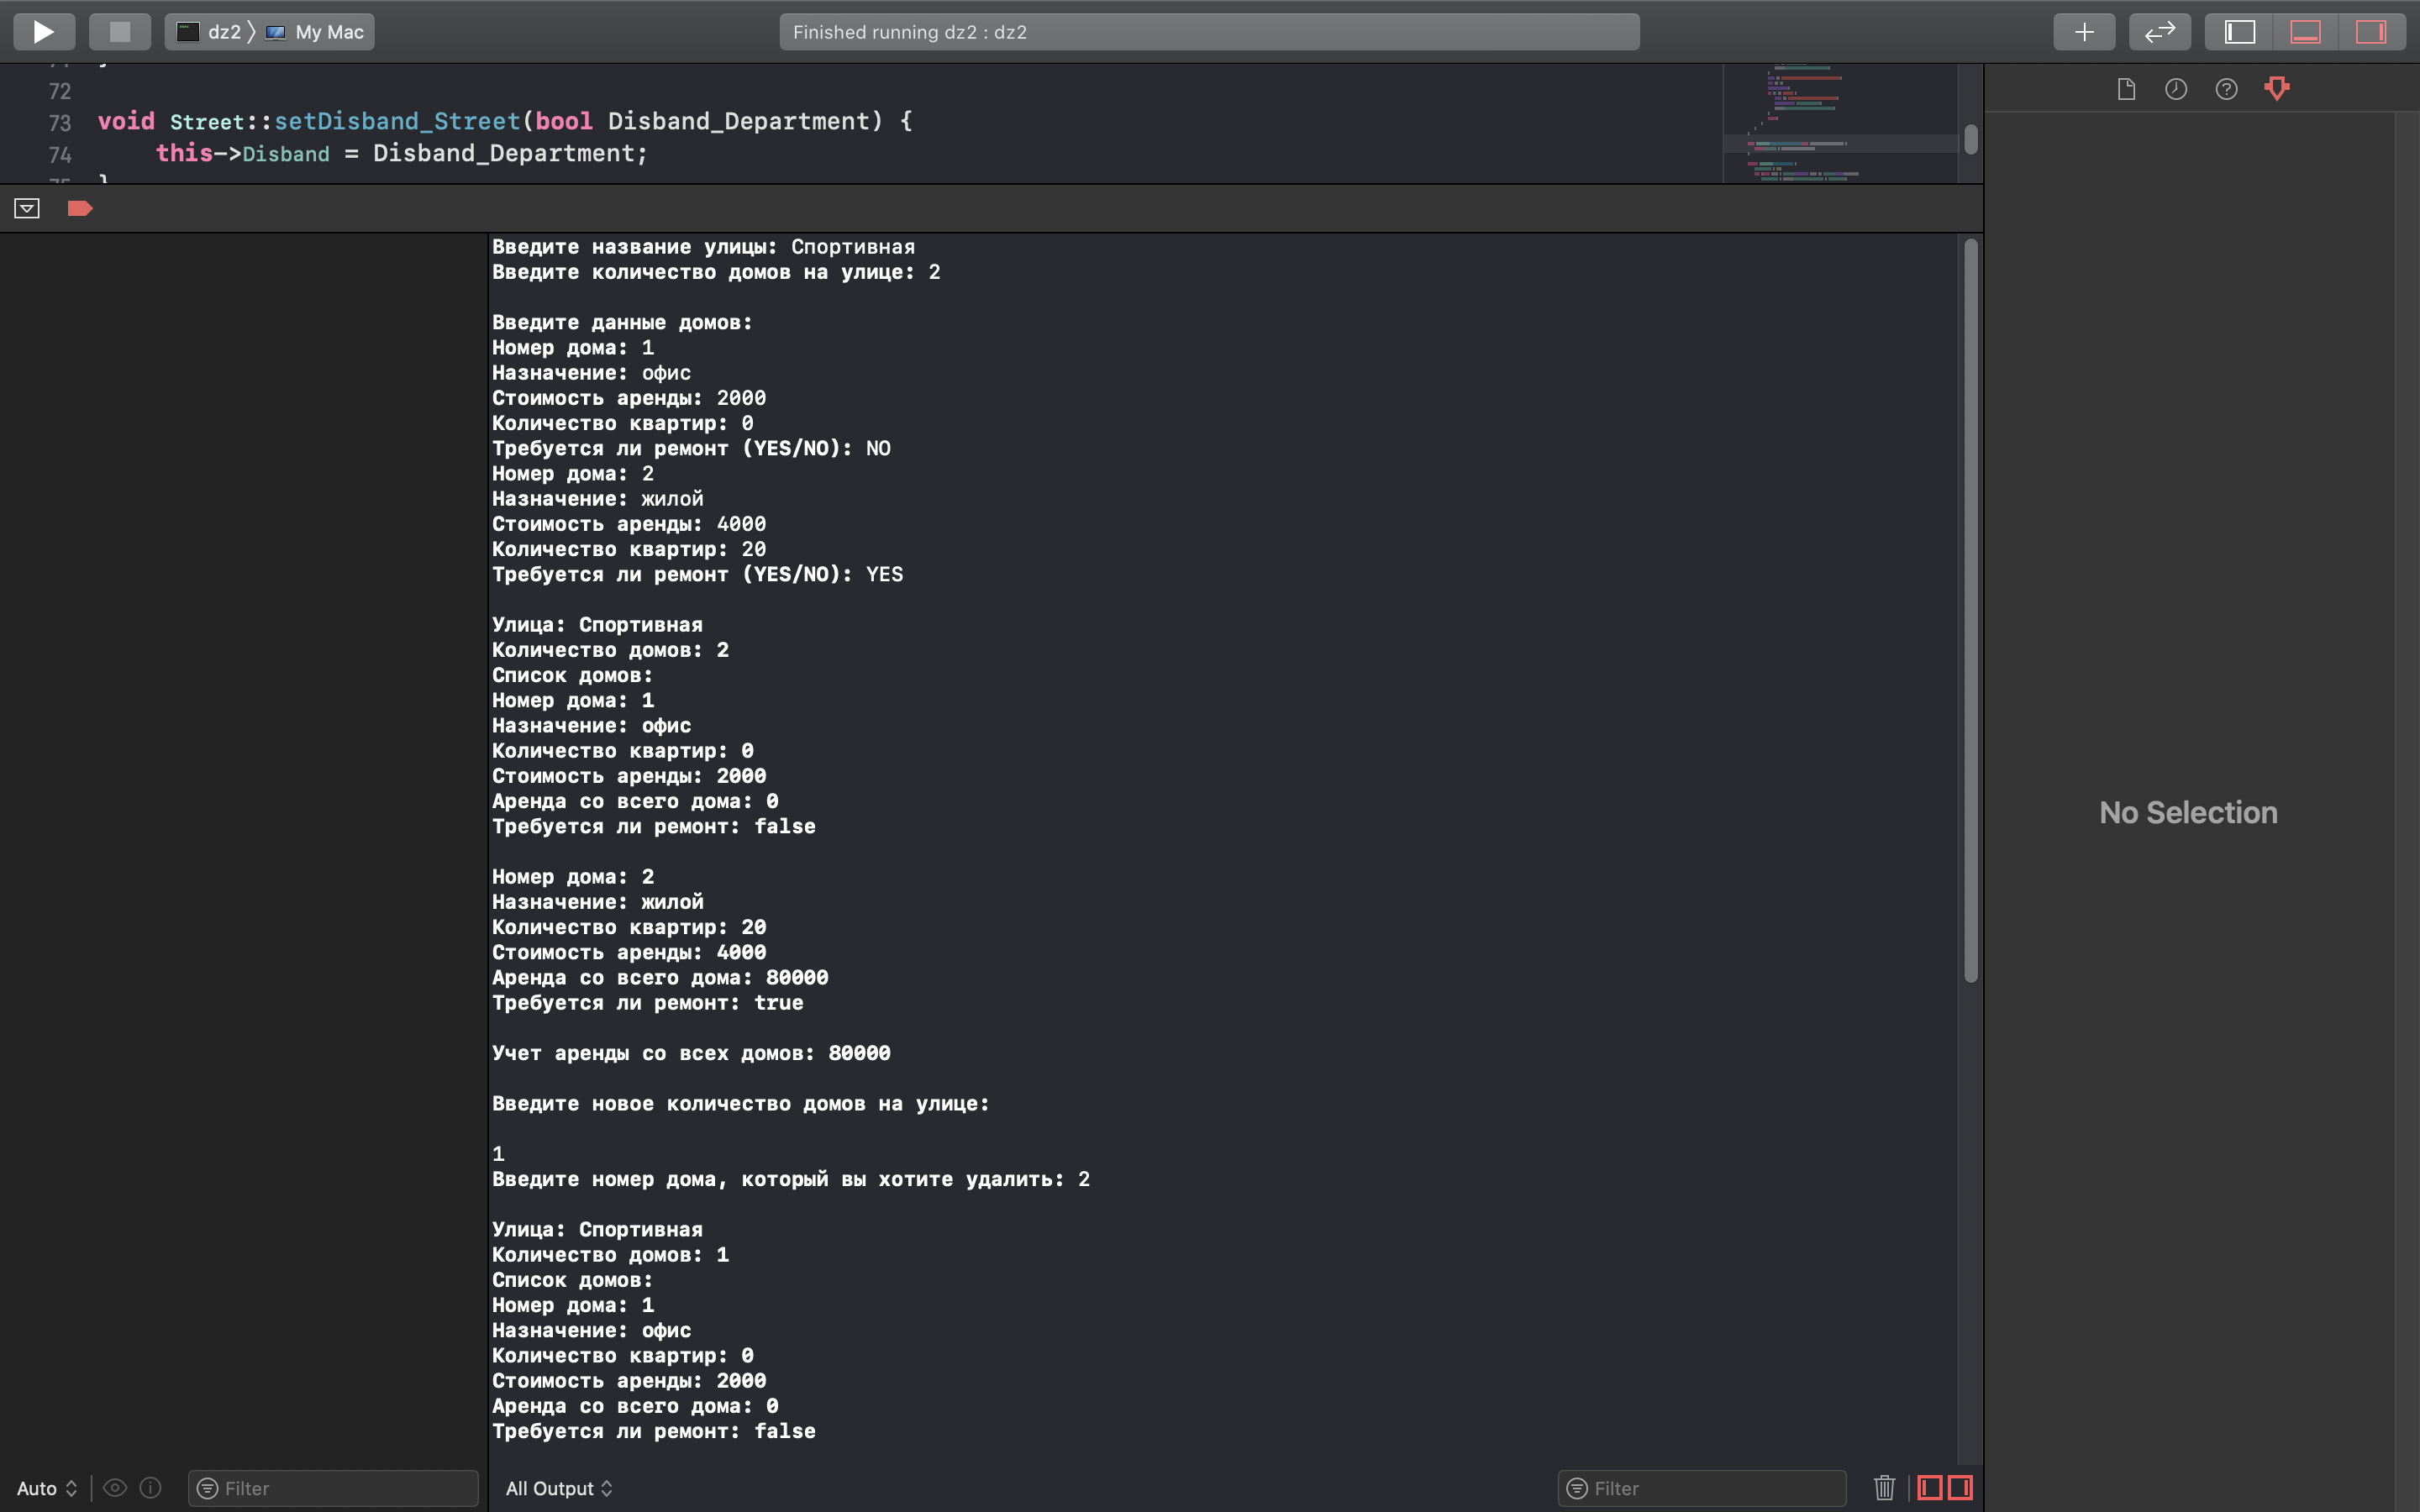 dz2 〉 My Mac
Finished running dz2 : dz2
72
73 void Street::setDisband_Street(bool Disband_Department) {
74 this->Disband = Disband_Department;
}
Введите название улицы: Спортивная
Введите количество домов на улице: 2
Введите данные домов:
Номер дома: 1
Назначение: офис
Стоимость аренды: 2000
Количество квартир: 0
Требуется ли ремонт (YES/NO): NO
Номер дома: 2
Назначение: жилой
Стоимость аренды: 4000
Количество квартир: 20
Требуется ли ремонт (YES/NO): YES
Улица: Спортивная
Количество домов: 2
Список домов:
Номер дома: 1
Назначение: офис
Количество квартир: 0
Стоимость аренды: 2000
Аренда со всего дома: 0
Требуется ли ремонт: false
Номер дома: 2
Назначение: жилой
Количество квартир: 20
Стоимость аренды: 4000
Аренда со всего дома: 80000
Требуется ли ремонт: true
Учет аренды со всех домов: 80000
Введите новое количество домов на улице:
1
Введите номер дома, который вы хотите удалить: 2
Улица: Спортивная
Количество домов: 1
Список домов:
Номер дома: 1
Назначение: офис
Количество квартир: 0
Стоимость аренды: 2000
Аренда со всего дома: 0
Требуется ли ремонт: false
No Selection
Auto
Filter
All Output
Filter